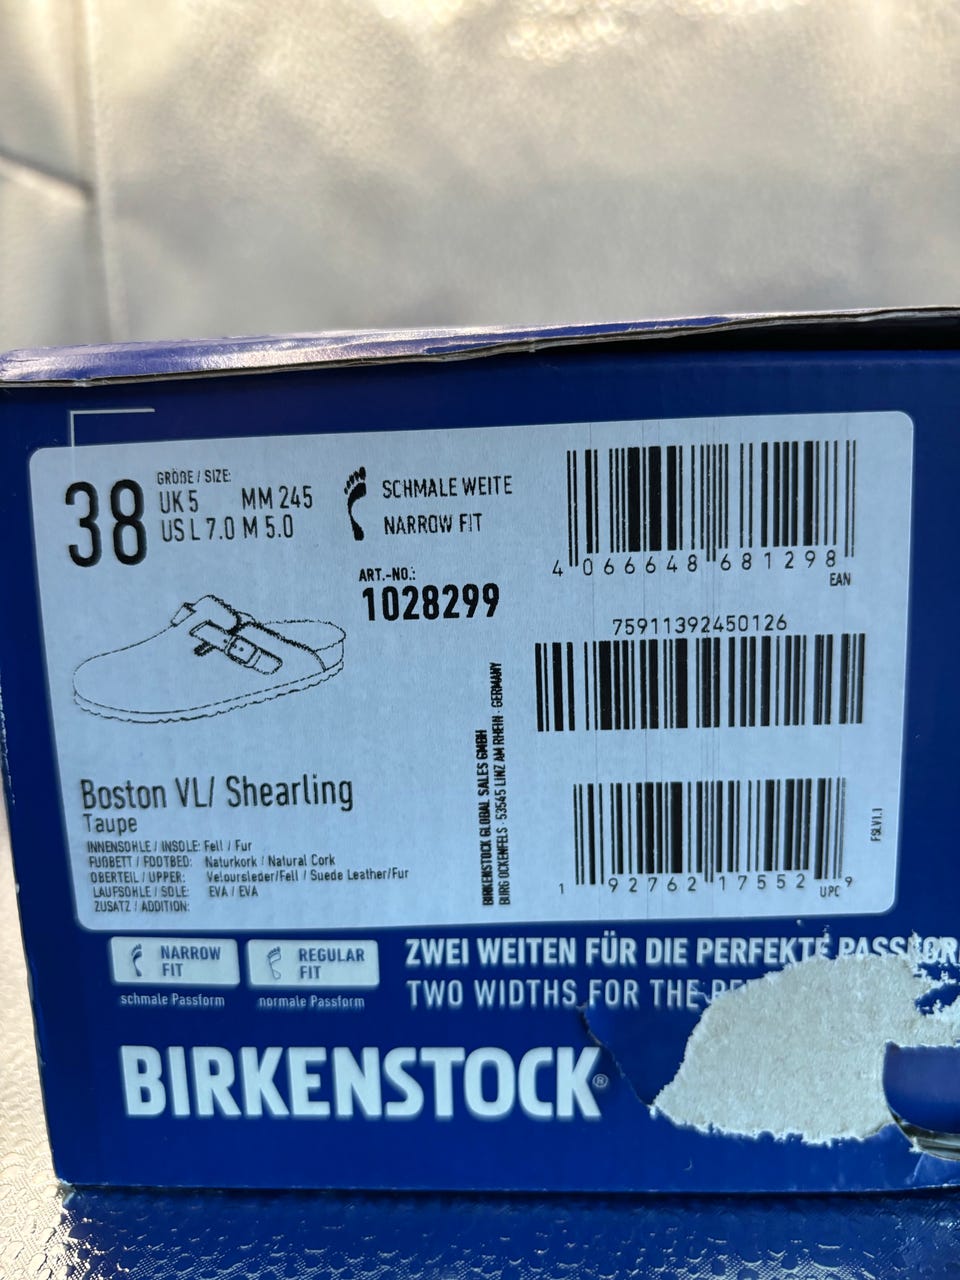 38
GRÖßE / SIZE:
UK 5 MM 245
US L 7.0 M 5.0
SCHMALE WEITE
NARROW FIT
ART.-NO.:
1028299
4 066648 681298
EAN
75911392450126
1 92762 17552 9
UPC
FSLV1.1
BIRKENSTOCK GLOBAL SALES GMBH
BURG OCKENFELS · 53545 LINZ AM RHEIN · GERMANY
Boston VL/ Shearling
Taupe
INNENSOHLE / INSOLE: Fell / Fur
FUßBETT / FOOTBED: Naturkork / Natural Cork
OBERTEIL / UPPER: Veloursleder/Fell / Suede Leather/Fur
LAUFSOHLE / SOLE: EVA / EVA
ZUSATZ / ADDITION:
NARROW
FIT
schmale Passform
REGULAR
FIT
normale Passform
ZWEI WEITEN FÜR DIE PERFEKTE
TWO WIDTHS FOR THE
BIRKENSTOCK®